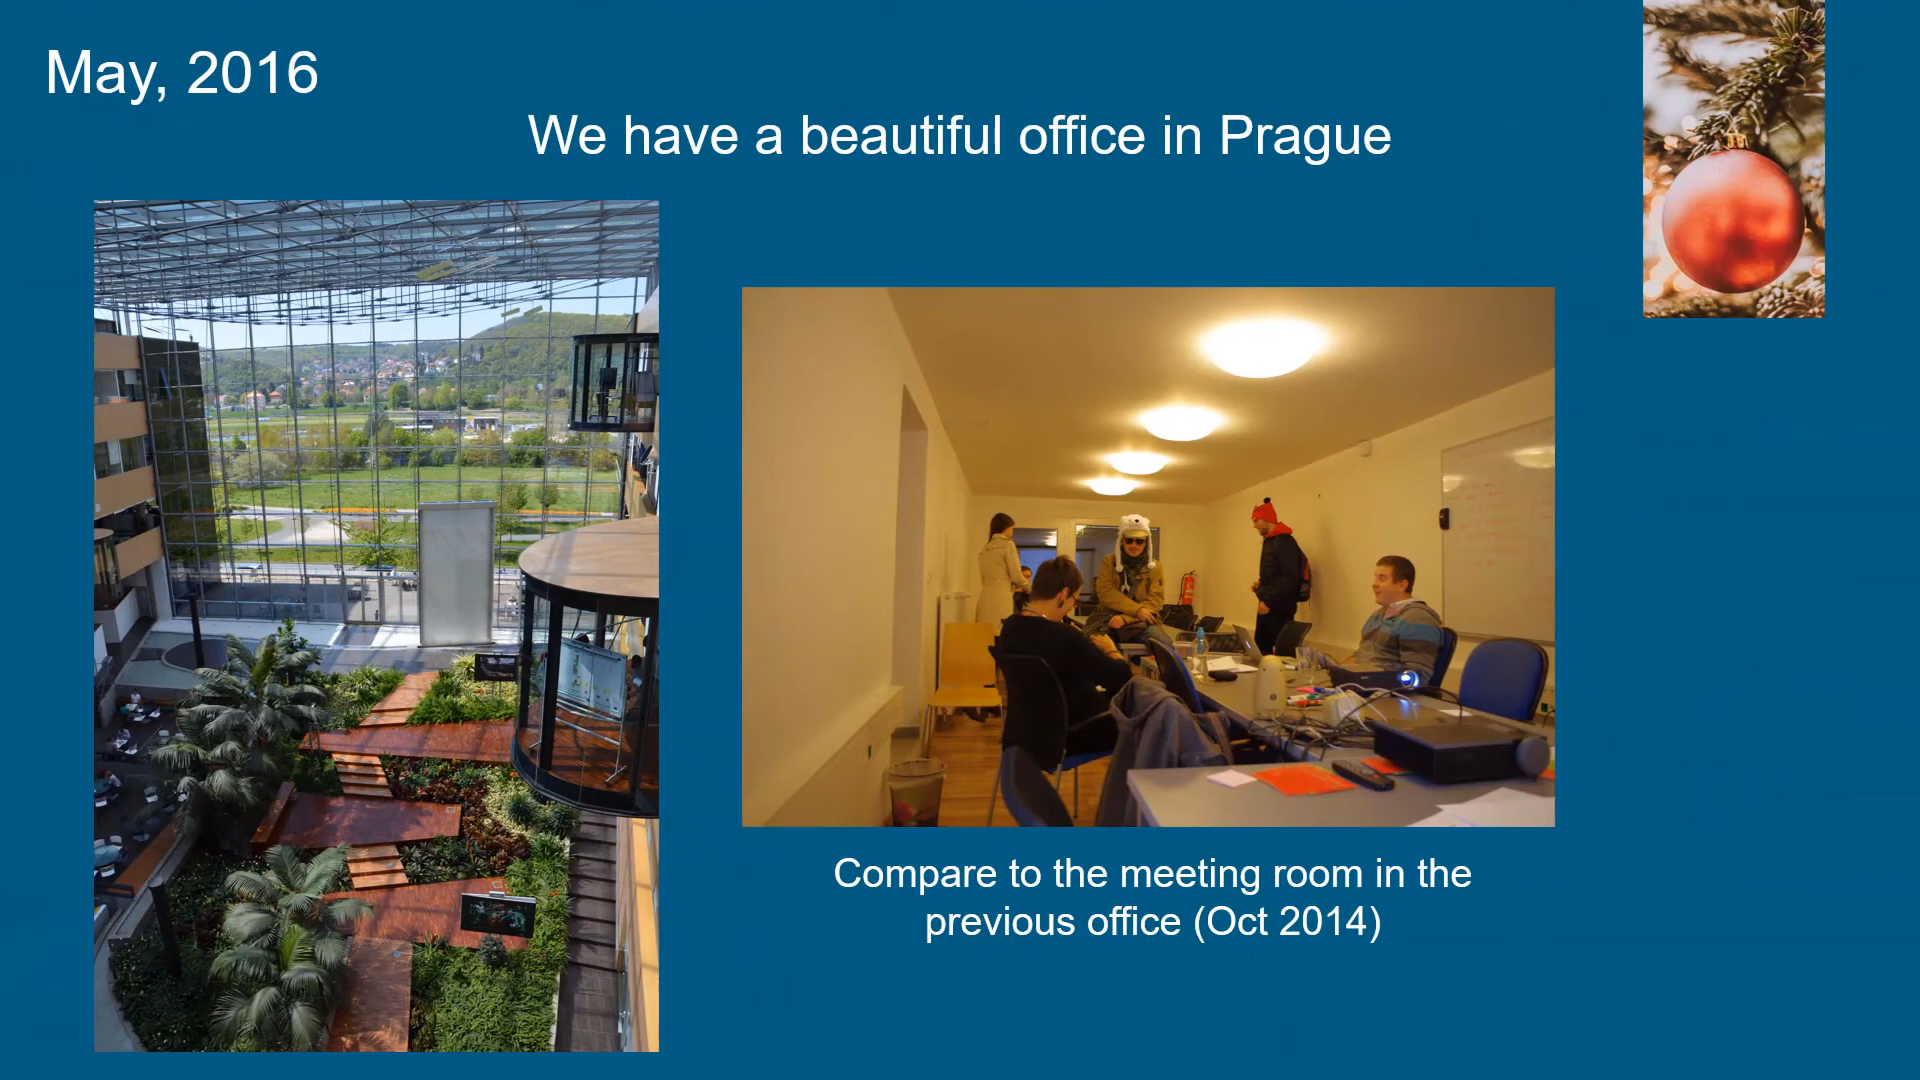 May, 2016
We have a beautiful office in Prague
Compare to the meeting room in the
previous office (Oct 2014)